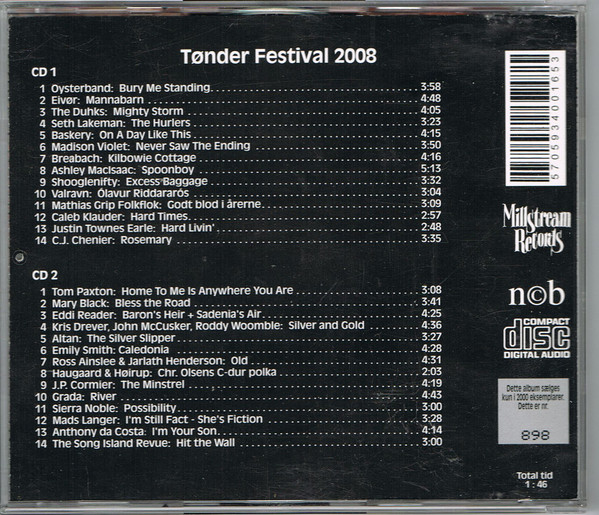 Tønder Festival 2008
CD 1
1 Oysterband: Bury Me Standing 3:58
2 Eivør: Mannabarn 4:48
3 The Duhks: Mighty Storm 4:05
4 Seth Lakeman: The Hurlers 3:23
5 Baskery: On A Day Like This 4:15
6 Madison Violet: Never Saw The Ending 3:50
7 Breabach: Kilbowie Cottage 4:16
8 Ashley MacIsaac: Spoonboy 5:13
9 Shooglenifty: Excess Baggage 3:32
10 Valravn: Ólavur Riddararós 3:04
11 Mathias Grip Folkflok: Godt blod i årerne 3:09
12 Caleb Klauder: Hard Times 2:57
13 Justin Townes Earle: Hard Livin' 2:48
14 C.J. Chenier: Rosemary 3:35
CD 2
1 Tom Paxton: Home To Me Is Anywhere You Are 3:08
2 Mary Black: Bless the Road 3:41
3 Eddi Reader: Baron's Heir + Sadenia's Air 4:25
4 Kris Drever, John McCusker, Roddy Woomble: Silver and Gold 4:36
5 Altan: The Silver Slipper 3:27
6 Emily Smith: Caledonia 4:28
7 Ross Ainslee & Jarlath Henderson: Old 4:31
8 Haugaard & Høirup: Chr. Olsens C-dur polka 2:03
9 J.P. Cormier: The Minstrel 4:19
10 Grada: River 4:43
11 Sierra Noble: Possibility 3:00
12 Mads Langer: I'm Still Fact - She's Fiction 3:28
13 Anthony da Costa: I'm Your Son 4:14
14 The Song Island Revue: Hit the Wall 3:00
5705934001653
Millstream
Records
n©b
COMPACT
disc
DIGITAL AUDIO
Dette album sælges
kun i 2000 eksemplarer.
Dette er nr.
898
Total tid
1:46